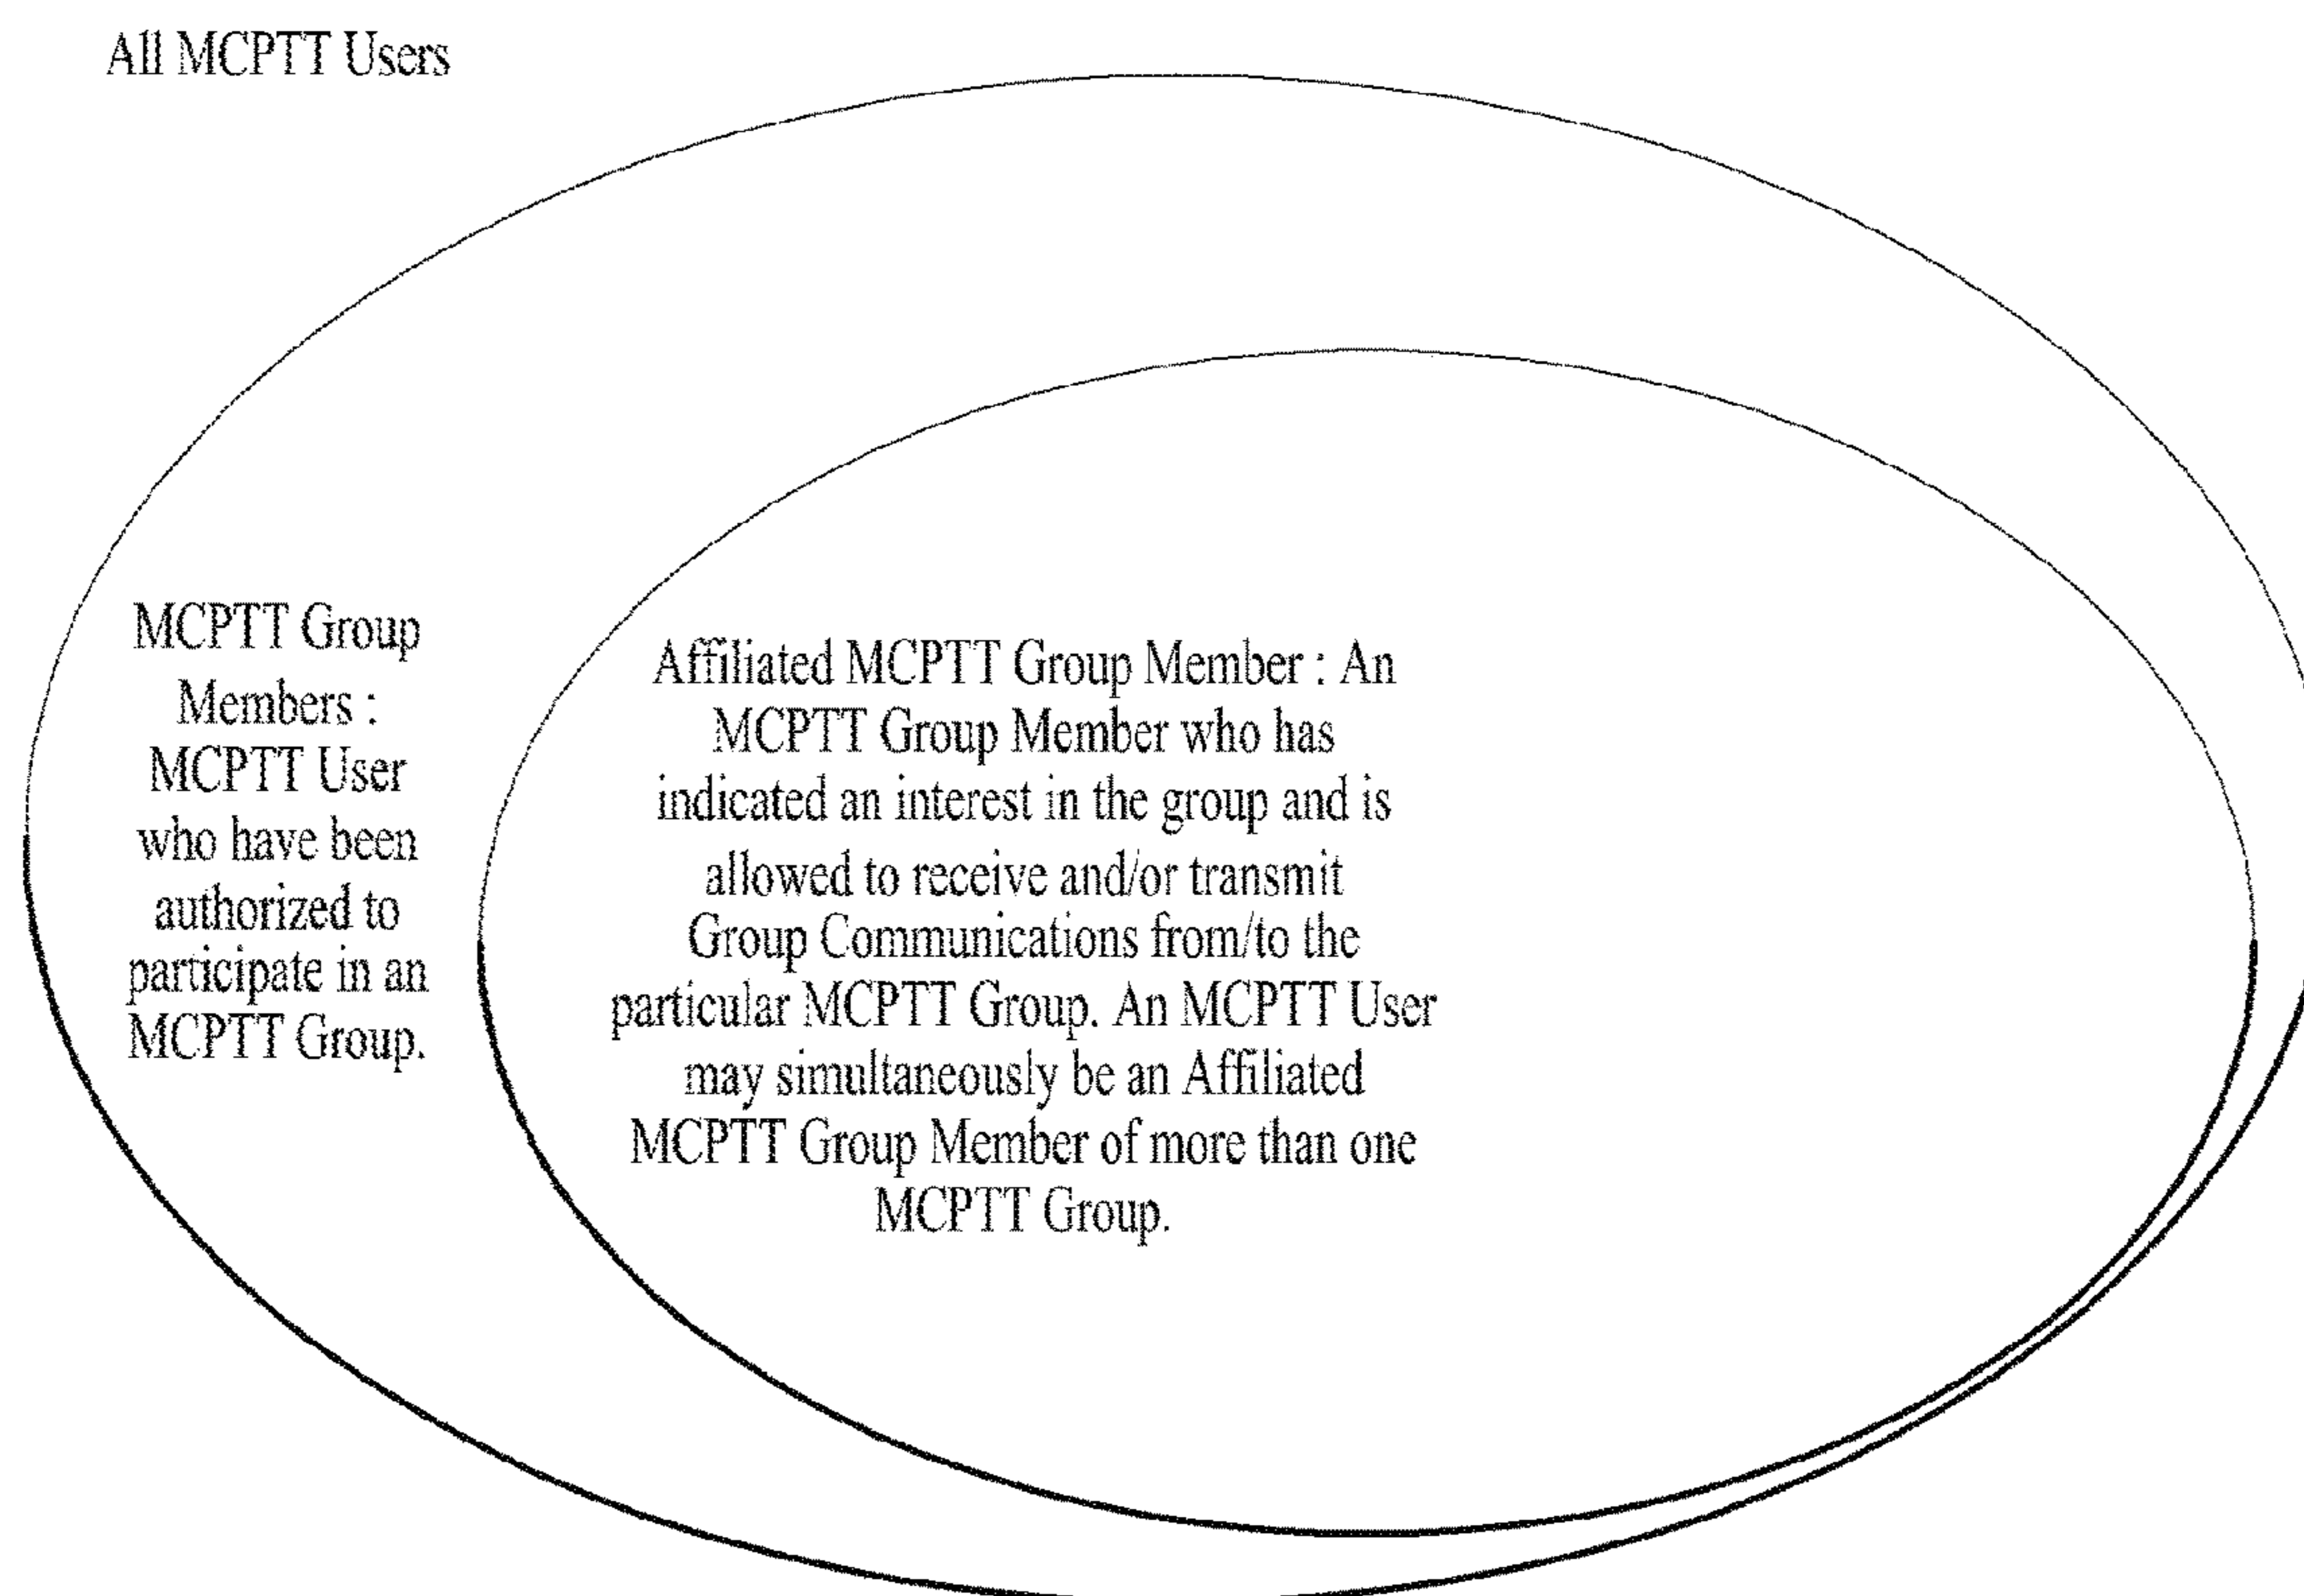 All MCPTT Users
MCPTT Group
Members :
MCPTT User
who have been
authorized to
participate in an
MCPTT Group.
Affiliated MCPTT Group Member : An
MCPTT Group Member who has
indicated an interest in the group and is
allowed to receive and/or transmit
Group Communications from/to the
particular MCPTT Group. An MCPTT User
may simultaneously be an Affiliated
MCPTT Group Member of more than one
MCPTT Group.